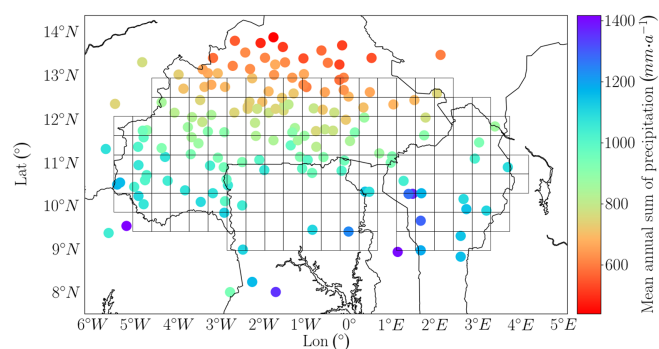 14°N
13°N
12°N
11°N
10°N
9°N
8°N
Lat (°)
6°W 5°W 4°W 3°W 2°W 1°W 0° 1°E 2°E 3°E 4°E 5°E
Lon (°)
1400
1200
1000
800
600
Mean annual sum of precipitation (mm·a⁻¹)